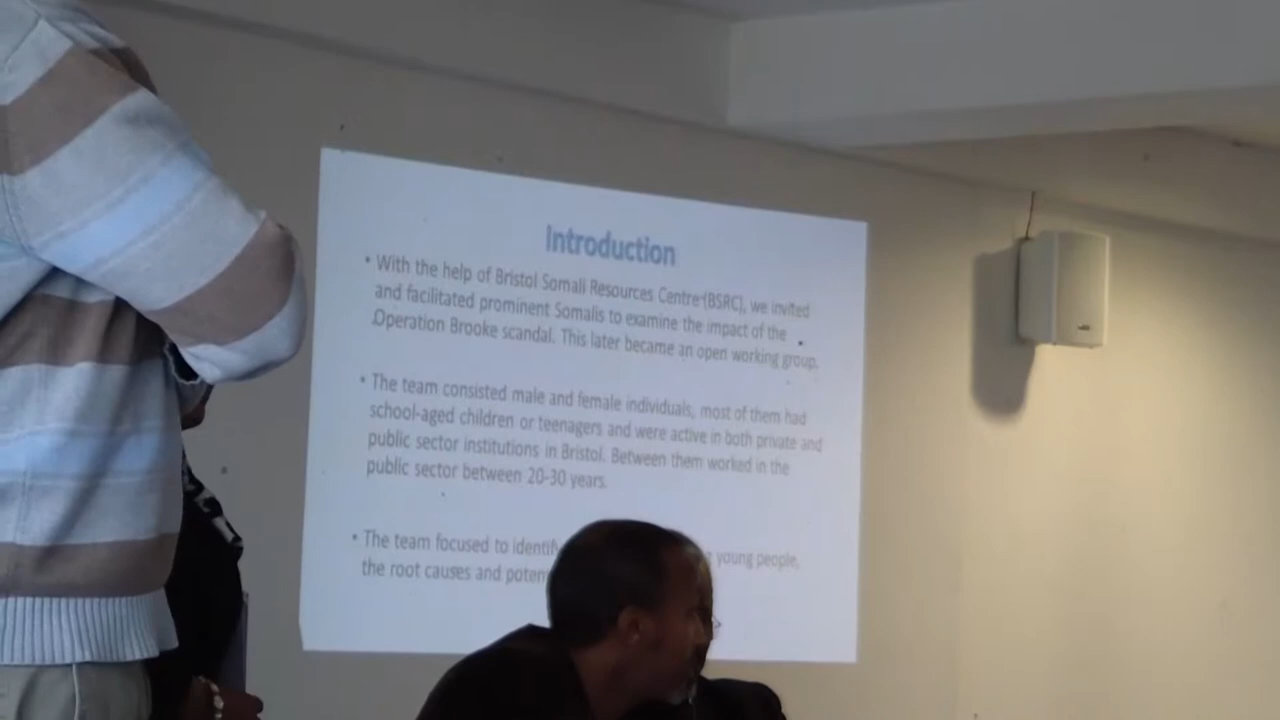 Introduction
• With the help of Bristol Somali Resources Centre (BSRC), we invited
and facilitated prominent Somalis to examine the impact of the
Operation Brooke scandal. This later became an open working group.
• The team consisted male and female individuals, most of them had
school-aged children or teenagers and were active in both private and
public sector institutions in Bristol. Between them worked in the
public sector between 20-30 years.
• The team focused to identify young people,
the root causes and